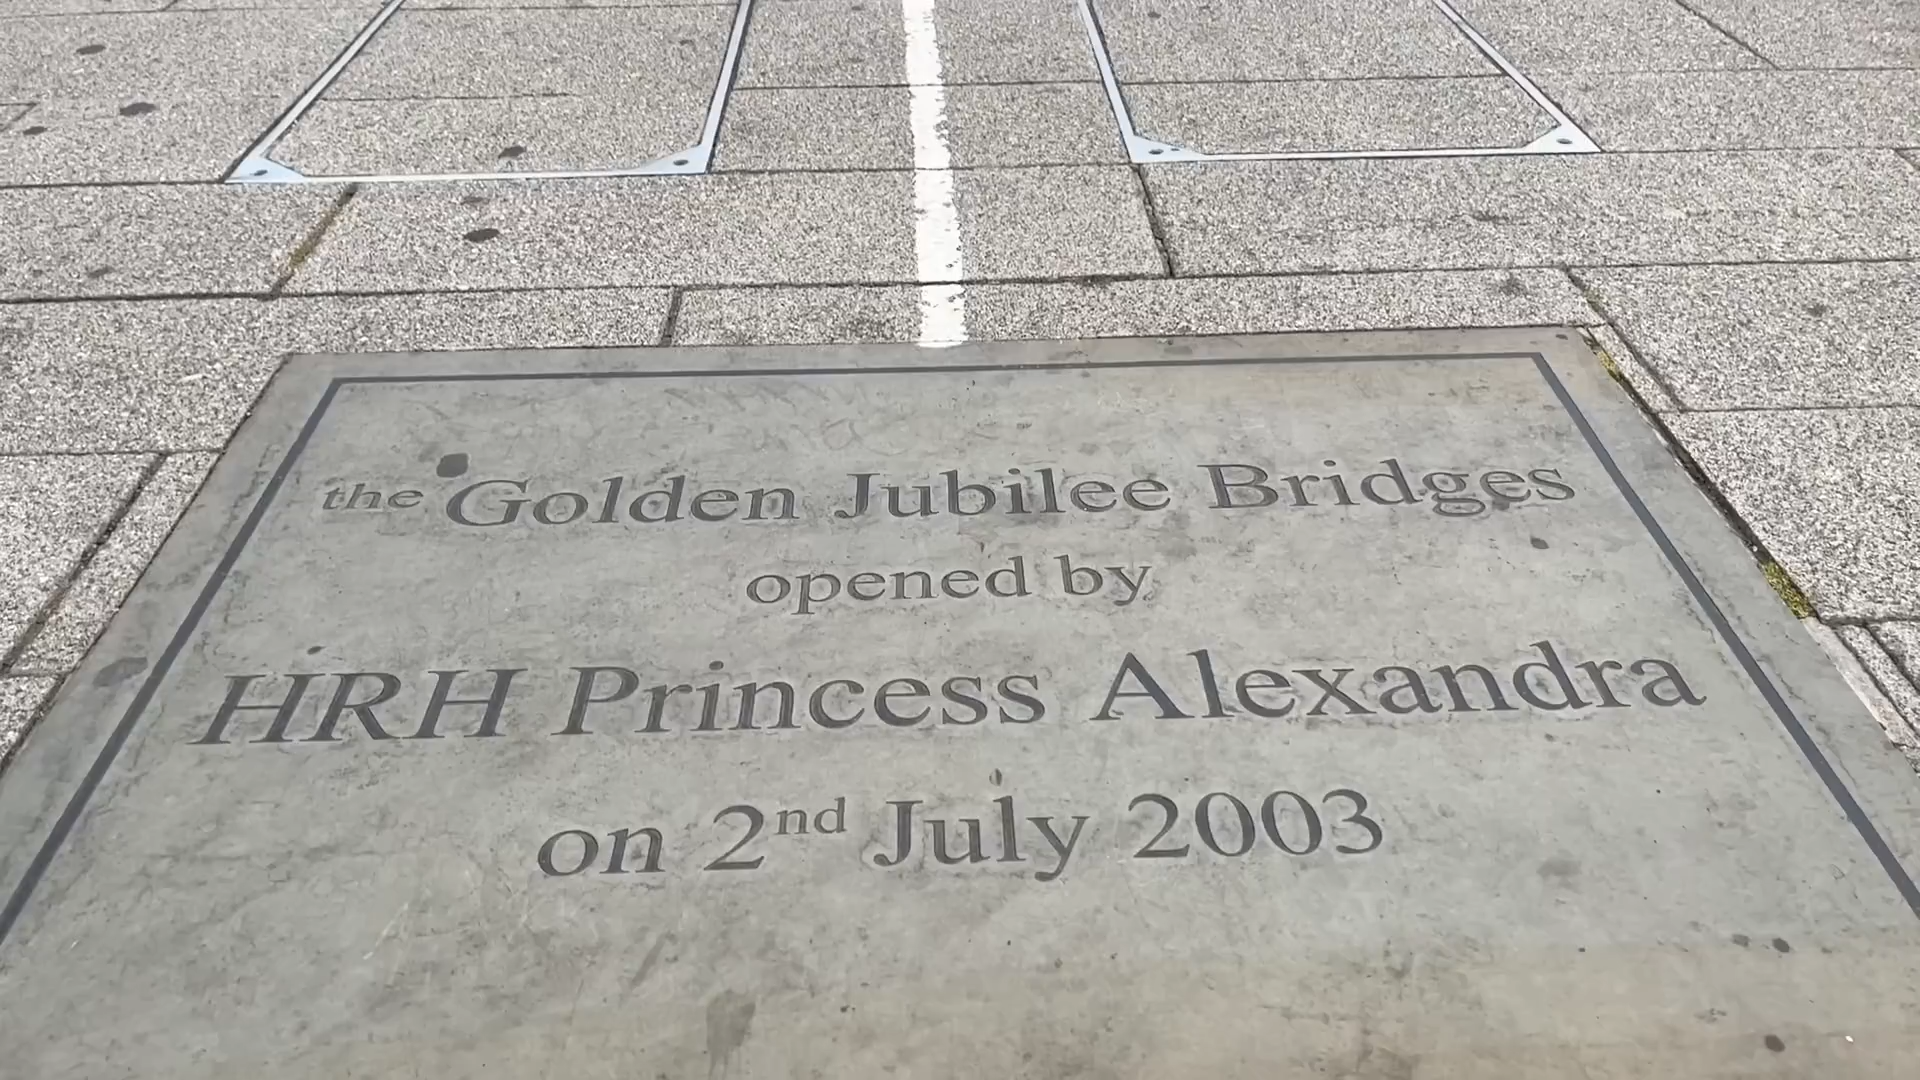 the Golden Jubilee Bridges
opened by
HRH Princess Alexandra
on 2nd July 2003